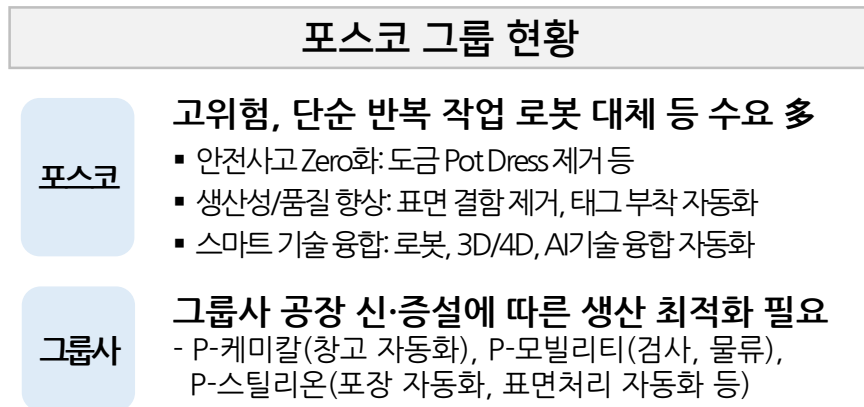 포스코 그룹 현황
포스코
고위험, 단순 반복 작업 로봇 대체 등 수요 多
▪ 안전사고 Zero화: 도금 Pot Dress 제거 등
▪ 생산성/품질 향상: 표면 결함 제거, 태그 부착 자동화
▪ 스마트 기술 융합: 로봇, 3D/4D, AI기술 융합 자동화
그룹사
그룹사 공장 신·증설에 따른 생산 최적화 필요
- P-케미칼(창고 자동화), P-모빌리티(검사, 물류),
P-스틸리온(포장 자동화, 표면처리 자동화 등)